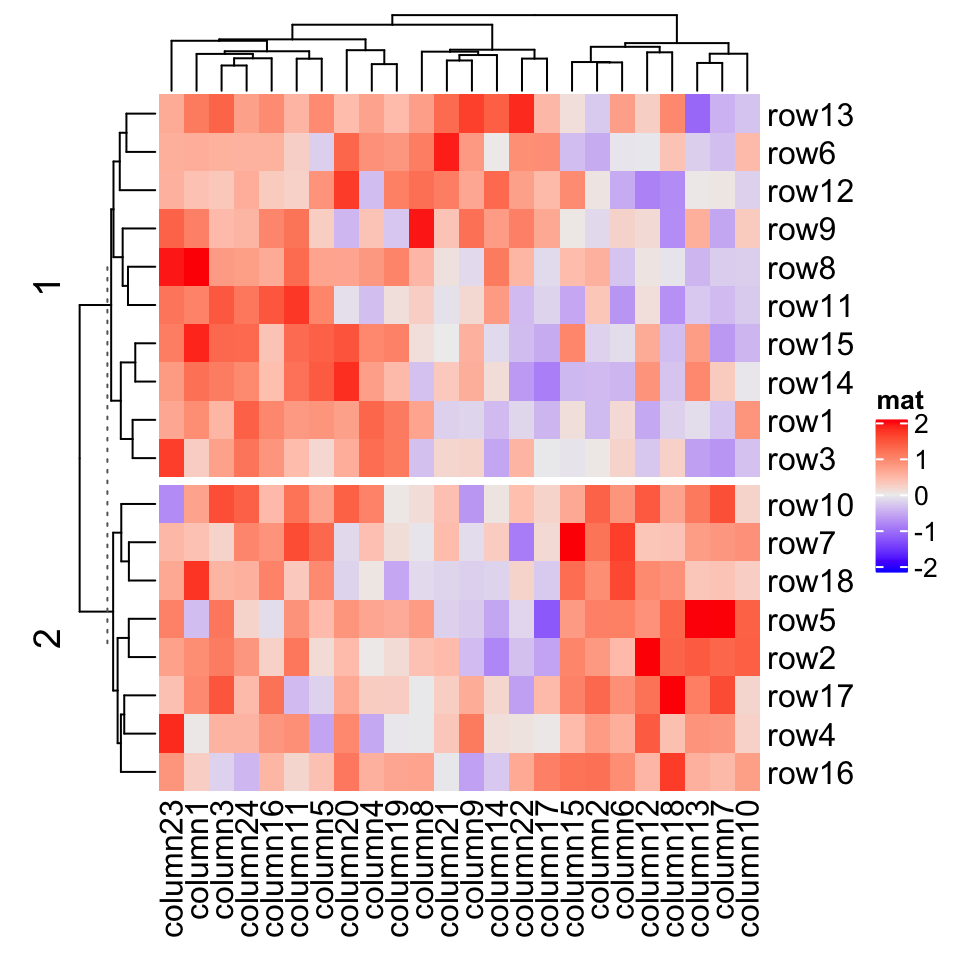 1
2
row13
row6
row12
row9
row8
row11
row15
row14
row1
row3
row10
row7
row18
row5
row2
row17
row4
row16
column23
column1
column3
column24
column16
column11
column5
column20
column4
column19
column8
column21
column9
column14
column22
column17
column15
column2
column6
column12
column18
column13
column7
column10
mat
2
1
0
-1
-2